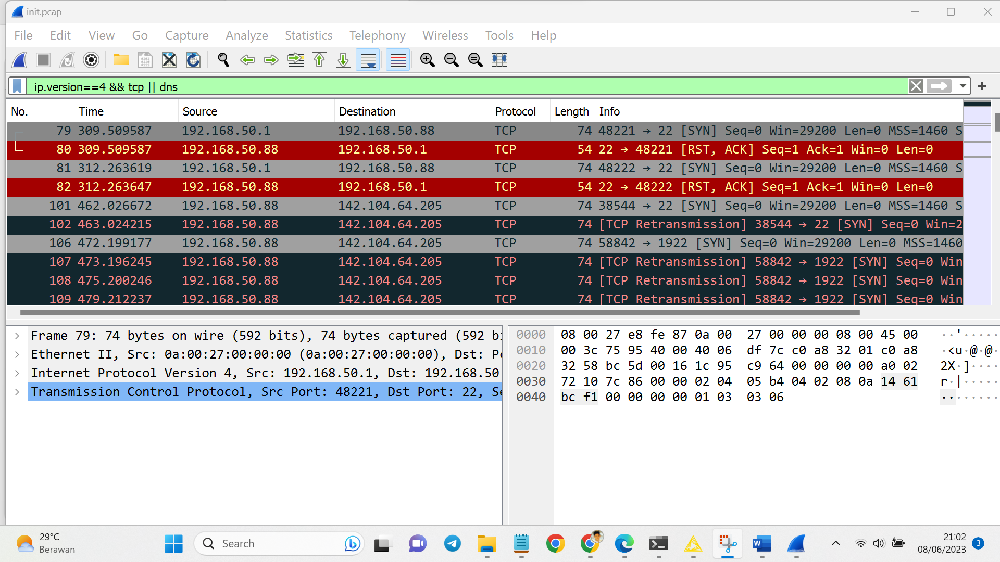 init.pcap
File Edit View Go Capture Analyze Statistics Telephony Wireless Tools Help
ip.version==4 && tcp || dns
No. Time Source Destination Protocol Length Info
79 309.509587 192.168.50.1 192.168.50.88 TCP 74 48221 → 22 [SYN] Seq=0 Win=29200 Len=0 MSS=1460 S
80 309.509587 192.168.50.88 192.168.50.1 TCP 54 22 → 48221 [RST, ACK] Seq=1 Ack=1 Win=0 Len=0
81 312.263619 192.168.50.1 192.168.50.88 TCP 74 48222 → 22 [SYN] Seq=0 Win=29200 Len=0 MSS=1460 S
82 312.263647 192.168.50.88 192.168.50.1 TCP 54 22 → 48222 [RST, ACK] Seq=1 Ack=1 Win=0 Len=0
101 462.026672 192.168.50.88 142.104.64.205 TCP 74 38544 → 22 [SYN] Seq=0 Win=29200 Len=0 MSS=1460 S
102 463.024215 192.168.50.88 142.104.64.205 TCP 74 [TCP Retransmission] 38544 → 22 [SYN] Seq=0 Win=2
106 472.199177 192.168.50.88 142.104.64.205 TCP 74 58842 → 1922 [SYN] Seq=0 Win=29200 Len=0 MSS=1460
107 473.196245 192.168.50.88 142.104.64.205 TCP 74 [TCP Retransmission] 58842 → 1922 [SYN] Seq=0 Win
108 475.200246 192.168.50.88 142.104.64.205 TCP 74 [TCP Retransmission] 58842 → 1922 [SYN] Seq=0 Win
109 479.212237 192.168.50.88 142.104.64.205 TCP 74 [TCP Retransmission] 58842 → 1922 [SYN] Seq=0 Win
Frame 79: 74 bytes on wire (592 bits), 74 bytes captured (592 bi
Ethernet II, Src: 0a:00:27:00:00:00 (0a:00:27:00:00:00), Dst: Pc
Internet Protocol Version 4, Src: 192.168.50.1, Dst: 192.168.50
Transmission Control Protocol, Src Port: 48221, Dst Port: 22, Se
0000 08 00 27 e8 fe 87 0a 00 27 00 00 00 08 00 45 00 ··'·····
0010 00 3c 75 95 40 00 40 06 df 7c c0 a8 32 01 c0 a8 ·<u·@·@·
0020 32 58 bc 5d 00 16 1c 95 c9 64 00 00 00 00 a0 02 2X·]····
0030 72 10 7c 86 00 00 02 04 05 b4 04 02 08 0a 14 61 r·|·····
0040 bc f1 00 00 00 00 01 03 03 06 ········
29°C
Berawan
Search
21:02
08/06/2023
3